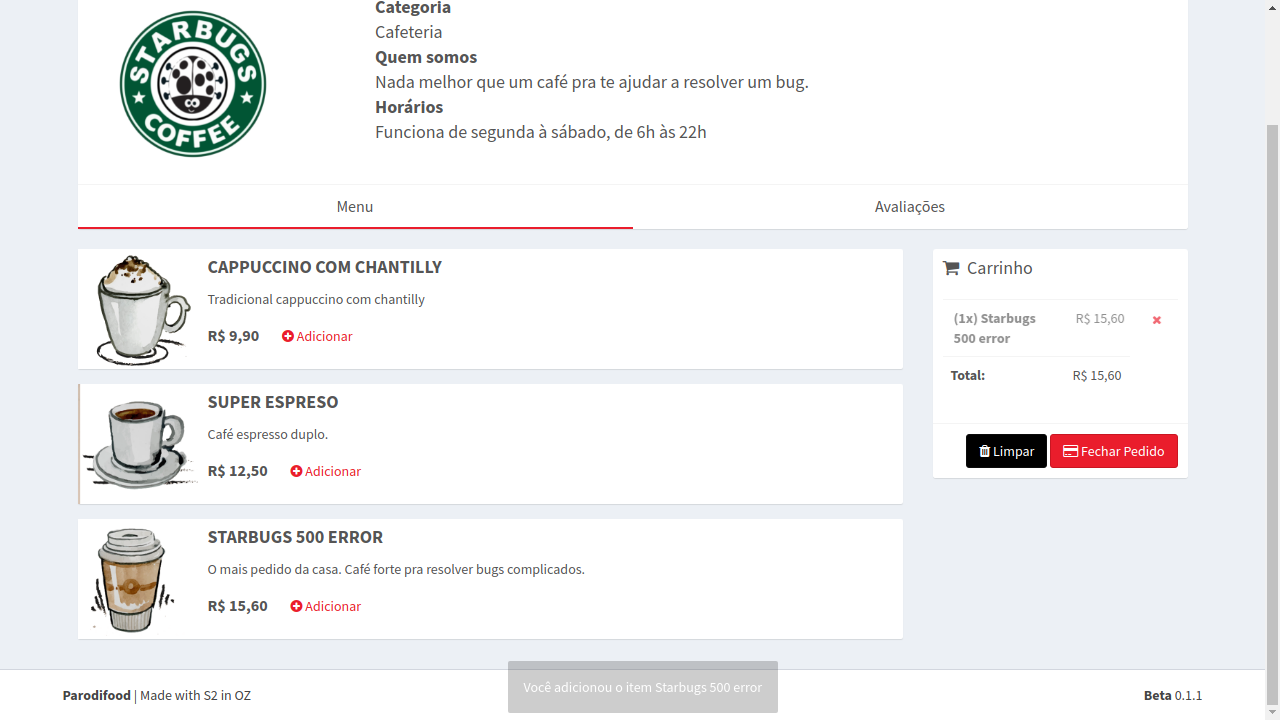 STARBUGS
COFFEE
Categoria
Cafeteria
Quem somos
Nada melhor que um café pra te ajudar a resolver um bug.
Horários
Funciona de segunda à sábado, de 6h às 22h
Menu
Avaliações
CAPPUCCINO COM CHANTILLY
Tradicional cappuccino com chantilly
R$ 9,90 Adicionar
SUPER ESPRESO
Café espresso duplo.
R$ 12,50 Adicionar
STARBUGS 500 ERROR
O mais pedido da casa. Café forte pra resolver bugs complicados.
R$ 15,60 Adicionar
Carrinho
(1x) Starbugs R$ 15,60
500 error
Total: R$ 15,60
Limpar Fechar Pedido
Você adicionou o item Starbugs 500 error
Parodifood | Made with S2 in OZ
Beta 0.1.1